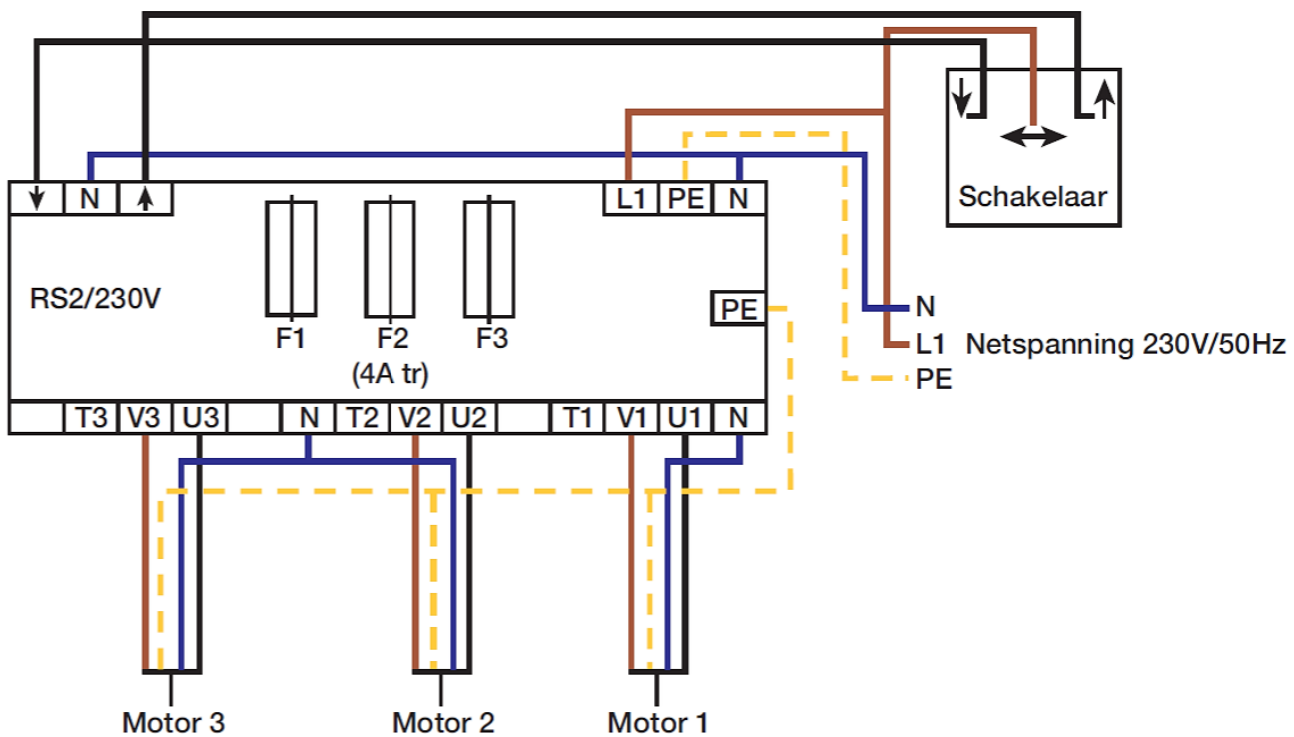 N L1 PE N
Schakelaar
RS2/230V
PE
N
F1 F2 F3
L1 Netspanning 230V/50Hz
(4A tr)
PE
T3 V3 U3 N T2 V2 U2 T1 V1 U1 N
Motor 3 Motor 2 Motor 1